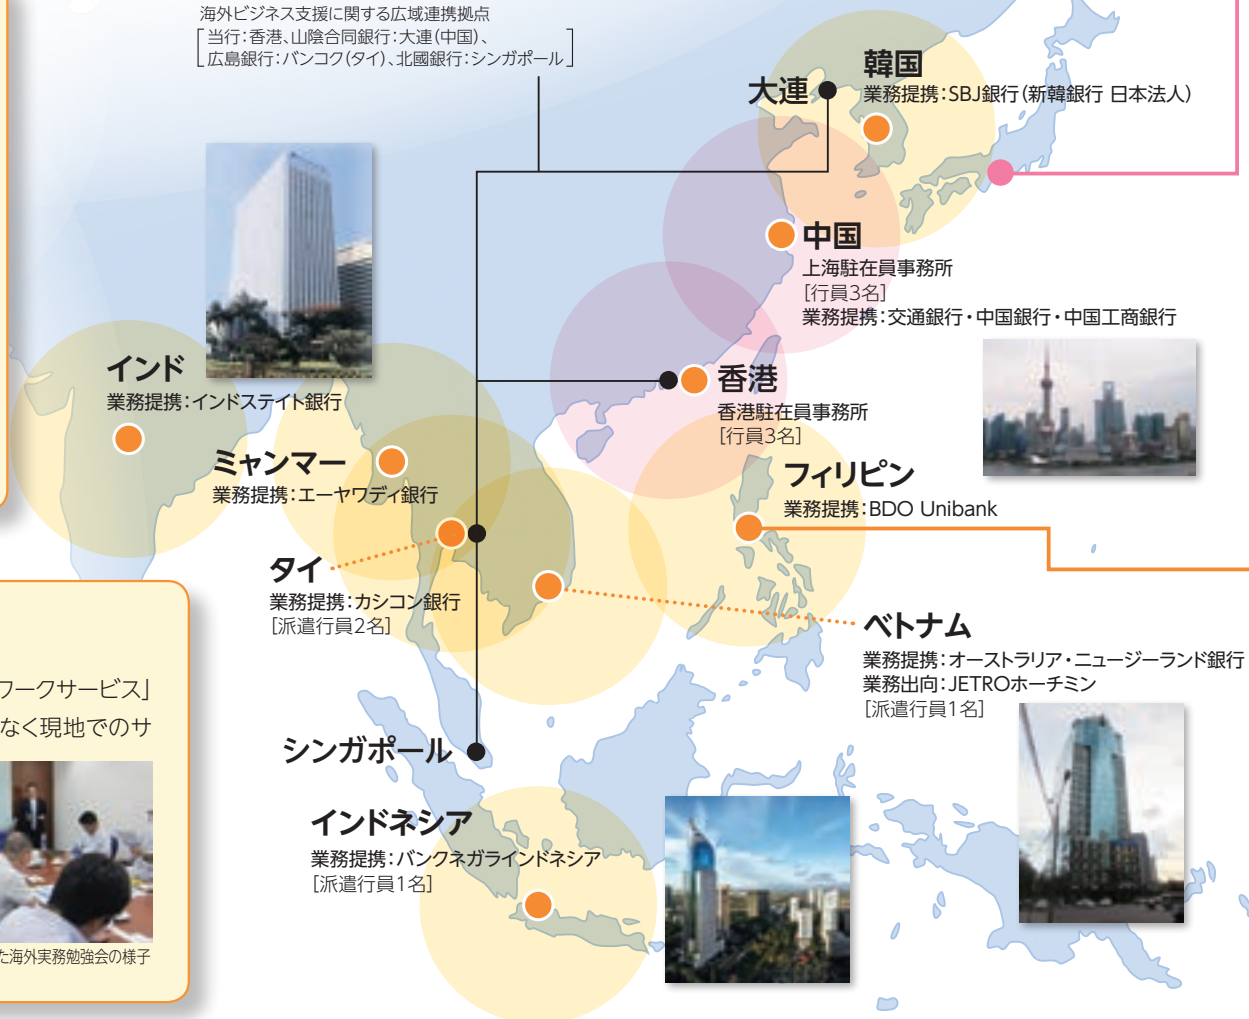 海外ビジネス支援に関する広域連携拠点
当行：香港、山陰合同銀行：大連（中国）、
広島銀行：バンコク（タイ）、北國銀行：シンガポール
大連
韓国
業務提携：SBJ銀行（新韓銀行 日本法人）
中国
上海駐在員事務所
［行員3名］
業務提携：交通銀行・中国銀行・中国工商銀行
インド
業務提携：インドステイト銀行
香港
香港駐在員事務所
［行員3名］
ミャンマー
業務提携：エーヤワディ銀行
フィリピン
業務提携：BDO Unibank
タイ
業務提携：カシコン銀行
［派遣行員2名］
ベトナム
業務提携：オーストラリア・ニュージーランド銀行
業務出向：JETROホーチミン
［派遣行員1名］
シンガポール
インドネシア
業務提携：バンクネガラインドネシア
［派遣行員1名］
ワークサービス」
なく現地でのサ
た海外実務勉強会の様子